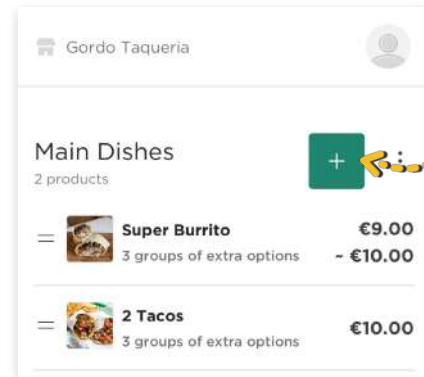 Gordo Taqueria
Main Dishes
2 products
+
Super Burrito
€9.00
3 groups of extra options
~ €10.00
2 Tacos
€10.00
3 groups of extra options